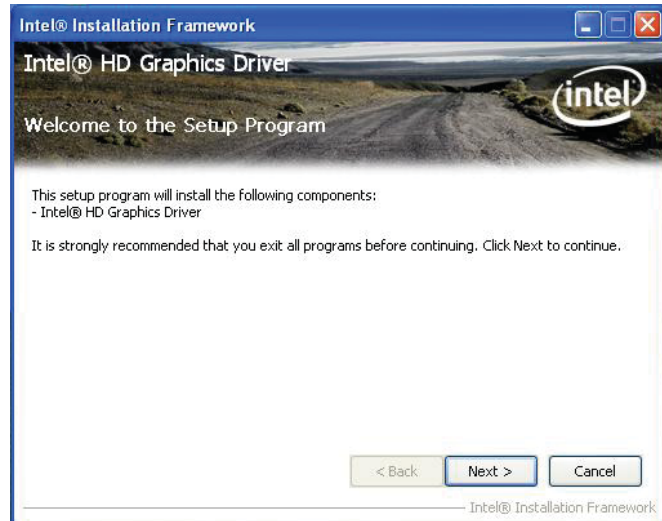 Intel® Installation Framework
Intel® HD Graphics Driver
intel
Welcome to the Setup Program
This setup program will install the following components:
- Intel® HD Graphics Driver
It is strongly recommended that you exit all programs before continuing. Click Next to continue.
< Back Next > Cancel
Intel® Installation Framework